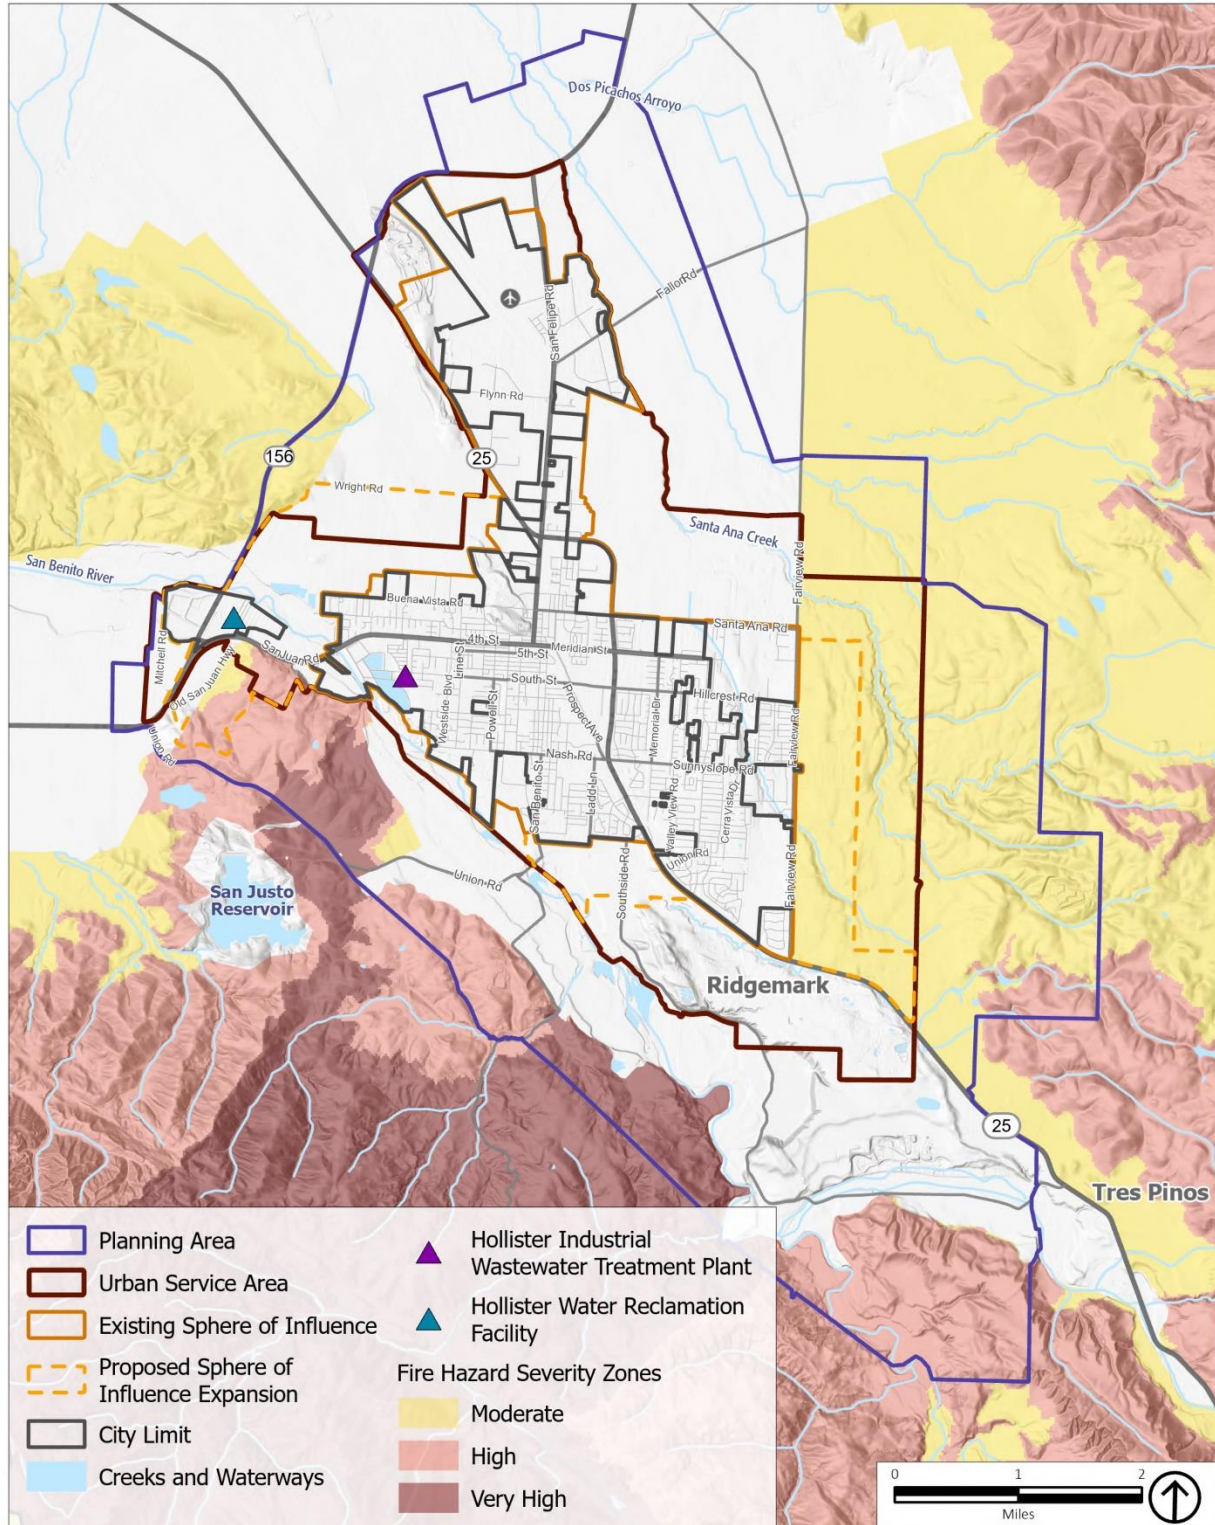 Dos Picachos Arroyo
Fallon Rd
San Felipe Rd
Flynn Rd
156
25
Wright Rd
Santa Ana Creek
Fairview Rd
San Benito River
Buena Vista Rd
Santa Ana Rd
4th St
Meridian St
5th St
Mitchell Rd
Old San Juan Hwy
SanJuanRd
Line St
South St
Westside Blvd
Powell St
Prospect Ave
Memorial Dr
Hillcrest Rd
Fairview Rd
Union Rd
Nash Rd
Sunnyslope Rd
San Benito St
Ladd Ln
Valley View Rd
Cerra Vista Dr
Union Rd
Fairview Rd
Union Rd
Southside Rd
San Justo
Reservoir
Ridgemark
25
Tres Pinos
Planning Area
Urban Service Area
Existing Sphere of Influence
Proposed Sphere of
Influence Expansion
City Limit
Creeks and Waterways
Hollister Industrial
Wastewater Treatment Plant
Hollister Water Reclamation
Facility
Fire Hazard Severity Zones
Moderate
High
Very High
0 1 2
Miles